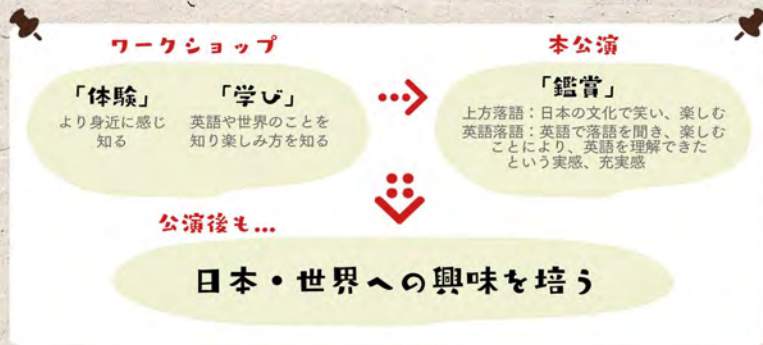 ワークショップ
「体験」
より身近に感じ
知る
「学び」
英語や世界のことを
知り楽しみ方を知る
本公演
「鑑賞」
上方落語：日本の文化で笑い、楽しむ
英語落語：英語で落語を聞き、楽しむ
ことにより、英語を理解できた
という実感、充実感
公演後も…
日本・世界への興味を培う